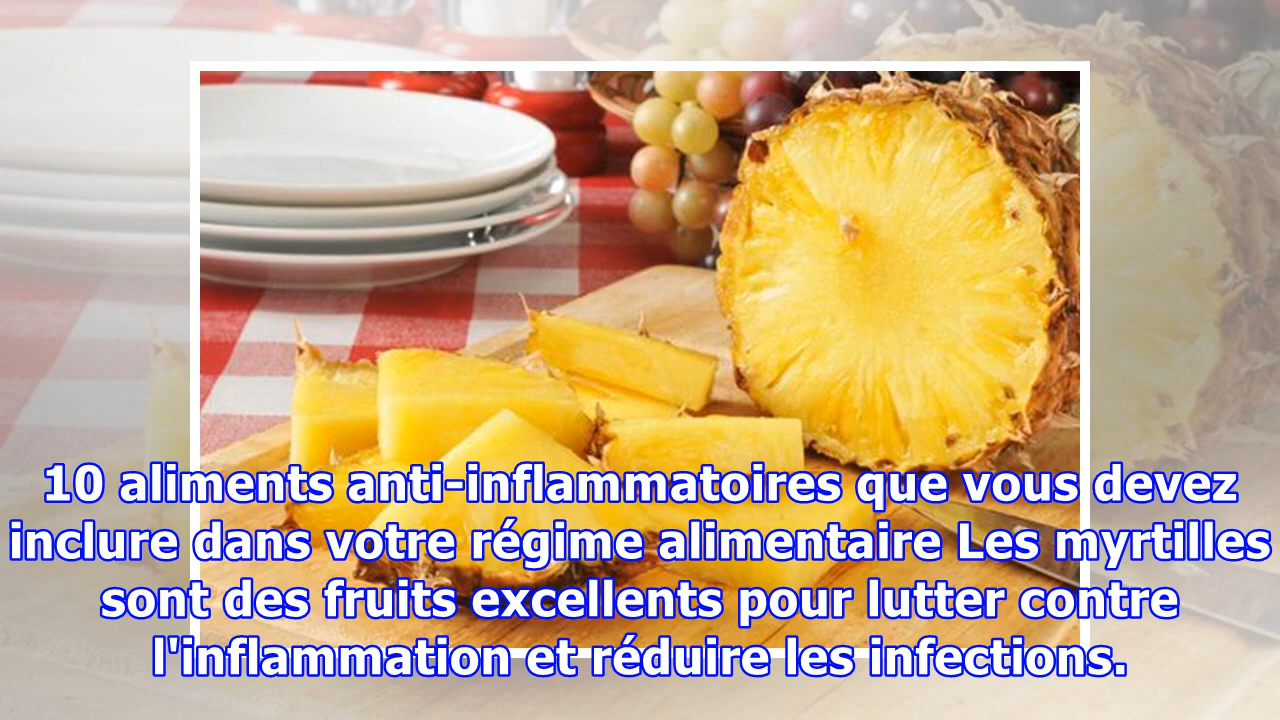 10 aliments anti-inflammatoires que vous devez
inclure dans votre régime alimentaire Les myrtilles
sont des fruits excellents pour lutter contre
l'inflammation et réduire les infections.